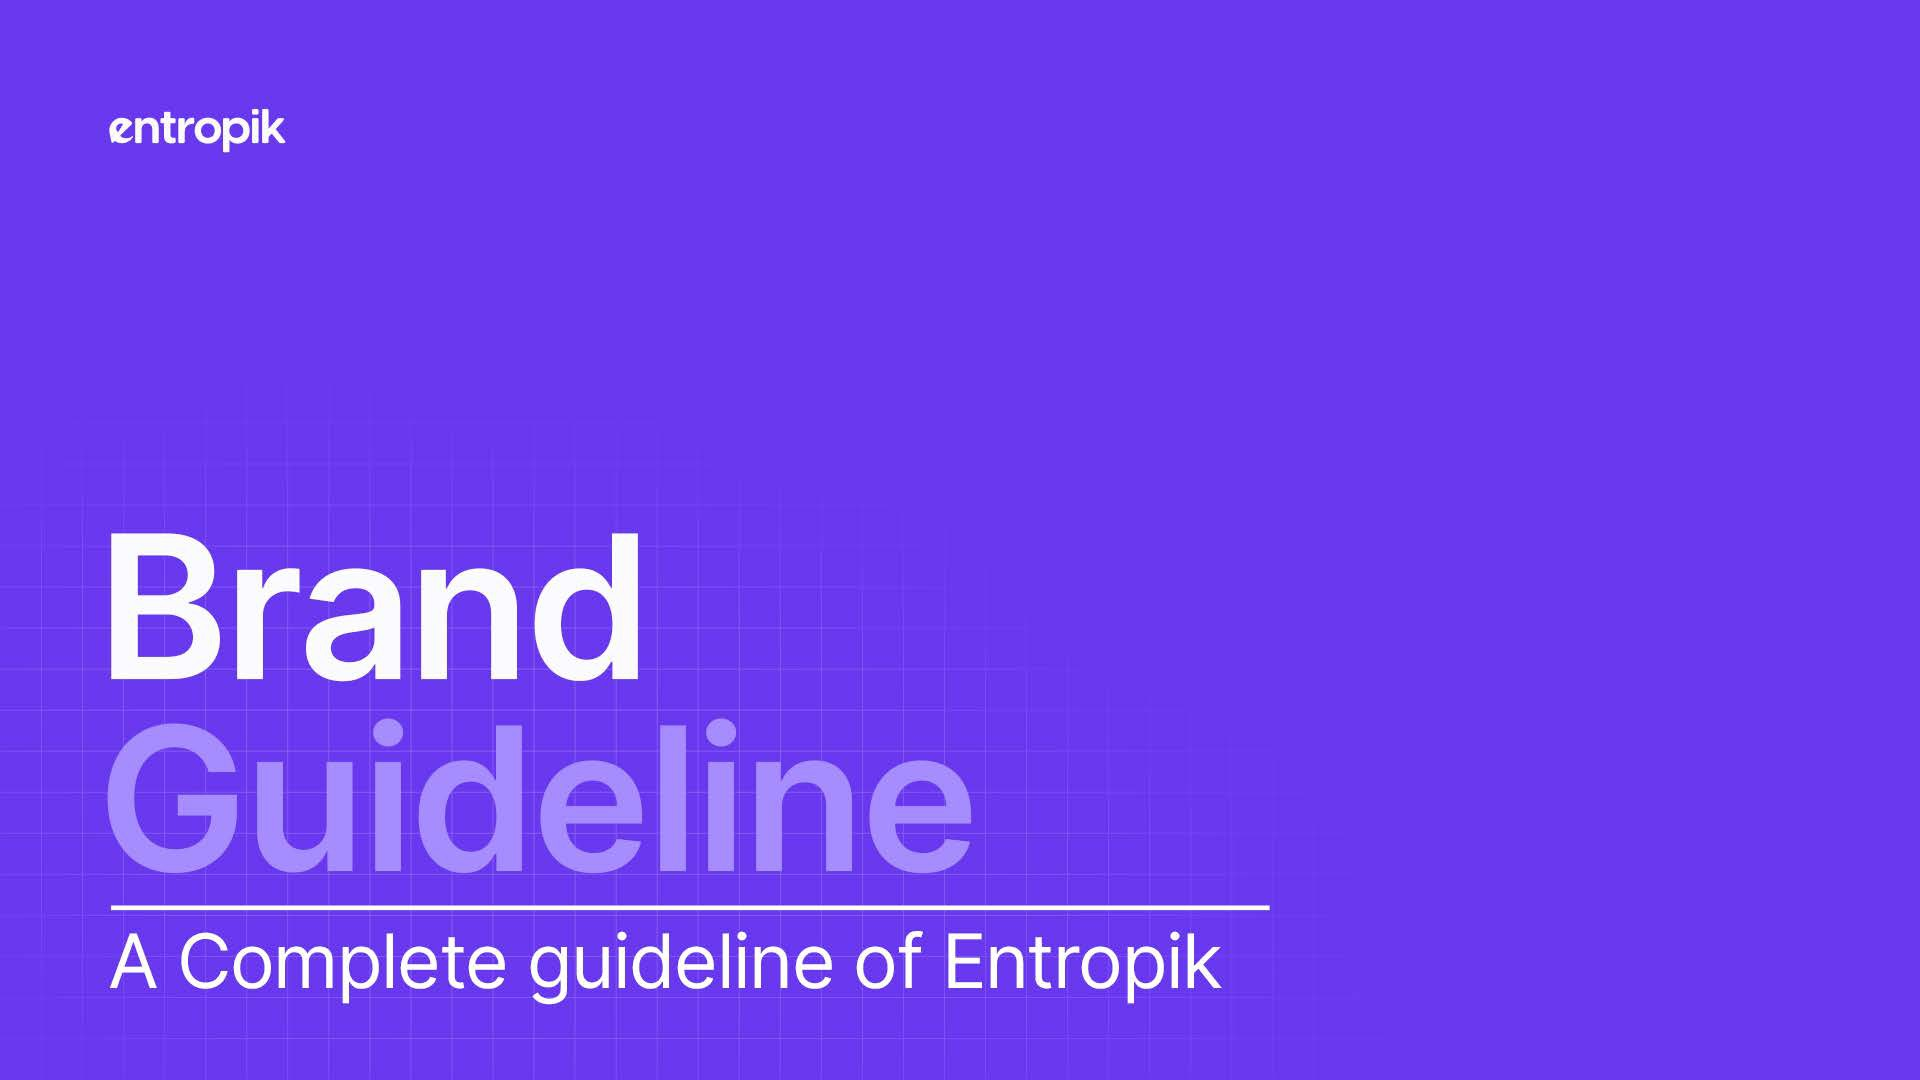 entropik
Brand
Guideline
A Complete guideline of Entropik